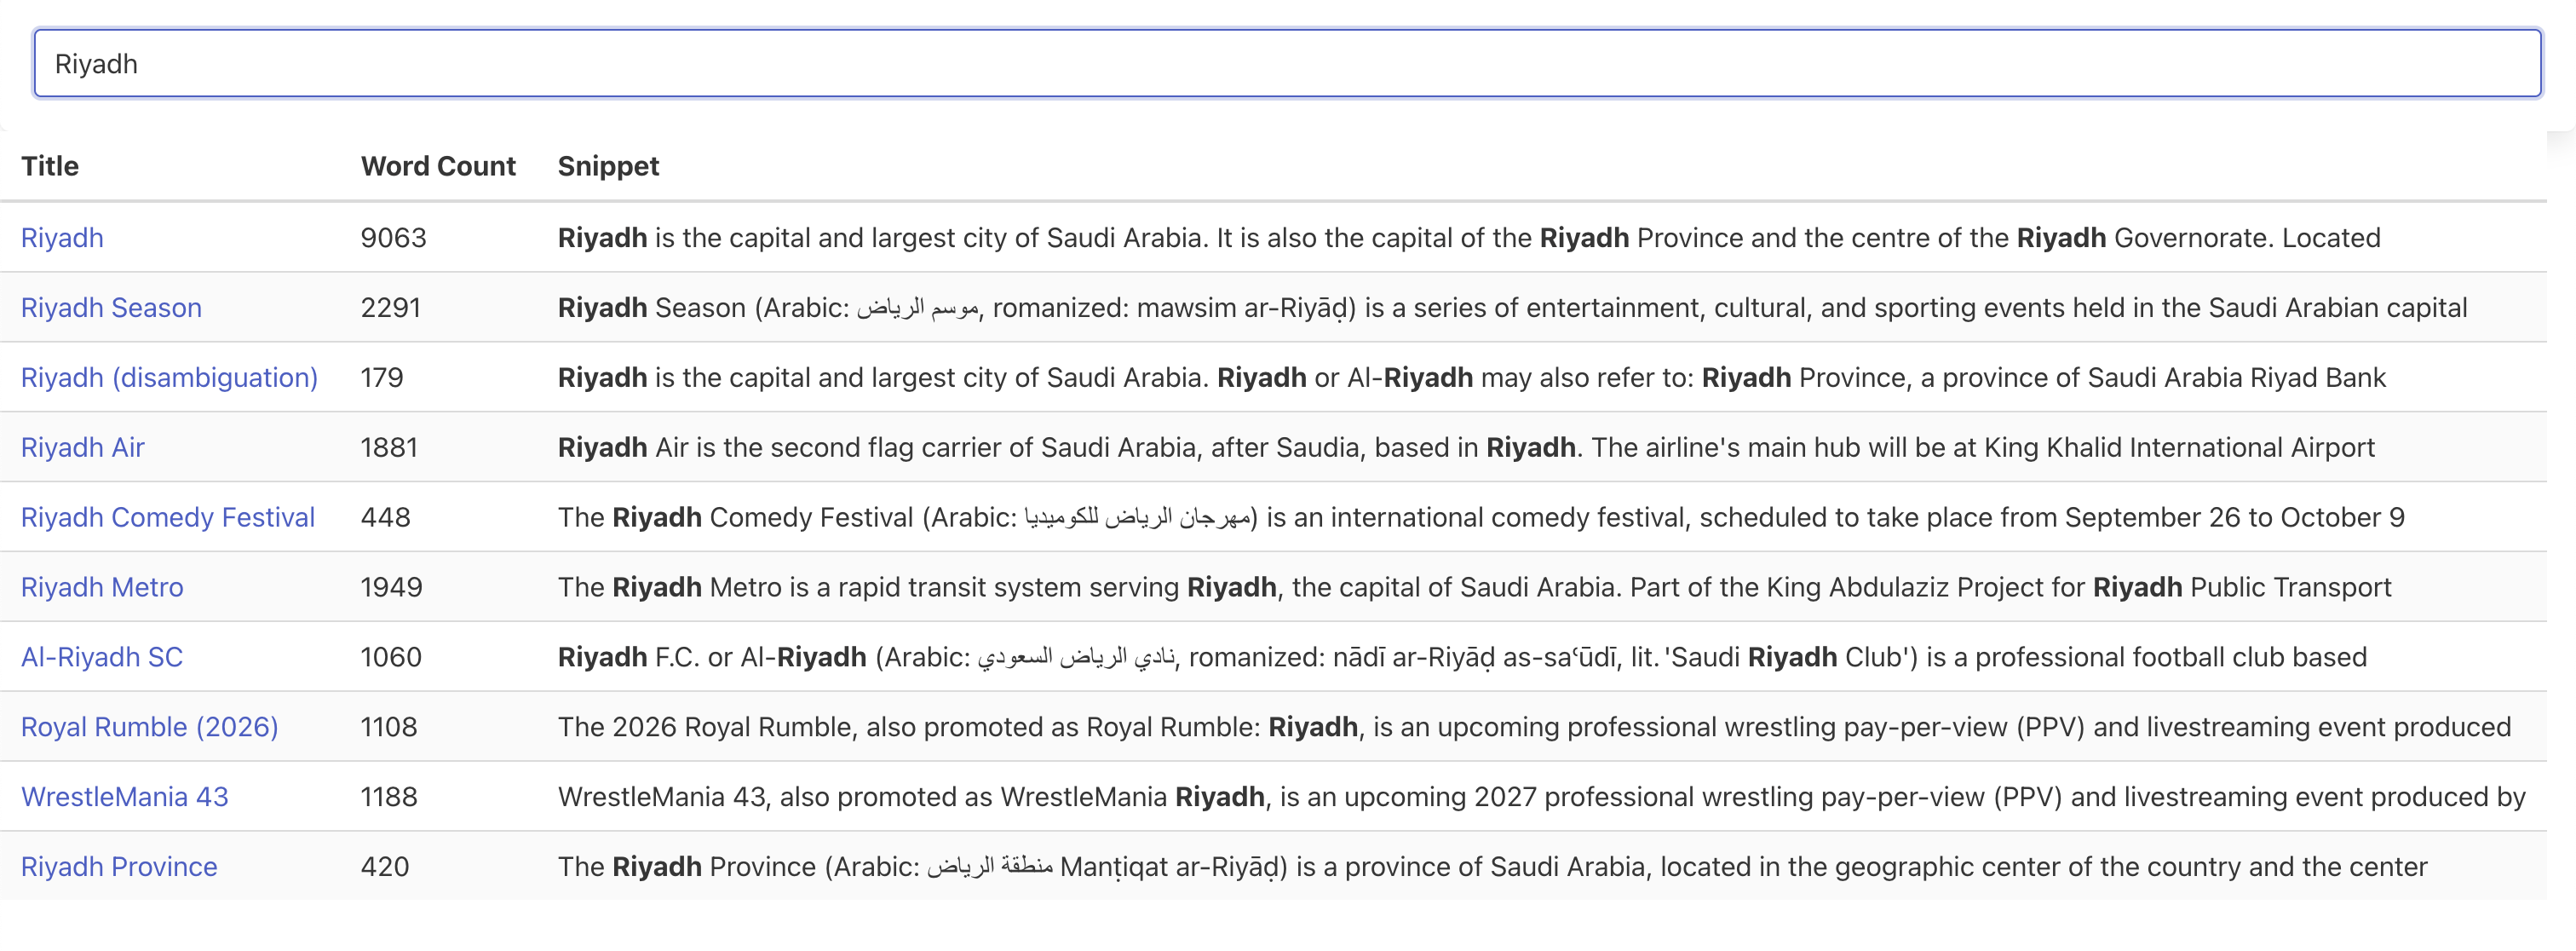 Riyadh
Title Word Count Snippet
Riyadh 9063 Riyadh is the capital and largest city of Saudi Arabia. It is also the capital of the Riyadh Province and the centre of the Riyadh Governorate. Located
Riyadh Season 2291 Riyadh Season (Arabic: موسم الرياض, romanized: mawsim ar-Riyāḍ) is a series of entertainment, cultural, and sporting events held in the Saudi Arabian capital
Riyadh (disambiguation) 179 Riyadh is the capital and largest city of Saudi Arabia. Riyadh or Al-Riyadh may also refer to: Riyadh Province, a province of Saudi Arabia Riyad Bank
Riyadh Air 1881 Riyadh Air is the second flag carrier of Saudi Arabia, after Saudia, based in Riyadh. The airline's main hub will be at King Khalid International Airport
Riyadh Comedy Festival 448 The Riyadh Comedy Festival (Arabic: مهرجان الرياض للكوميديا) is an international comedy festival, scheduled to take place from September 26 to October 9
Riyadh Metro 1949 The Riyadh Metro is a rapid transit system serving Riyadh, the capital of Saudi Arabia. Part of the King Abdulaziz Project for Riyadh Public Transport
Al-Riyadh SC 1060 Riyadh F.C. or Al-Riyadh (Arabic: نادي الرياض السعودي, romanized: nādī ar-Riyāḍ as-saʿūdī, lit. 'Saudi Riyadh Club') is a professional football club based
Royal Rumble (2026) 1108 The 2026 Royal Rumble, also promoted as Royal Rumble: Riyadh, is an upcoming professional wrestling pay-per-view (PPV) and livestreaming event produced
WrestleMania 43 1188 WrestleMania 43, also promoted as WrestleMania Riyadh, is an upcoming 2027 professional wrestling pay-per-view (PPV) and livestreaming event produced by
Riyadh Province 420 The Riyadh Province (Arabic: منطقة الرياض Manṭiqat ar-Riyāḍ) is a province of Saudi Arabia, located in the geographic center of the country and the center